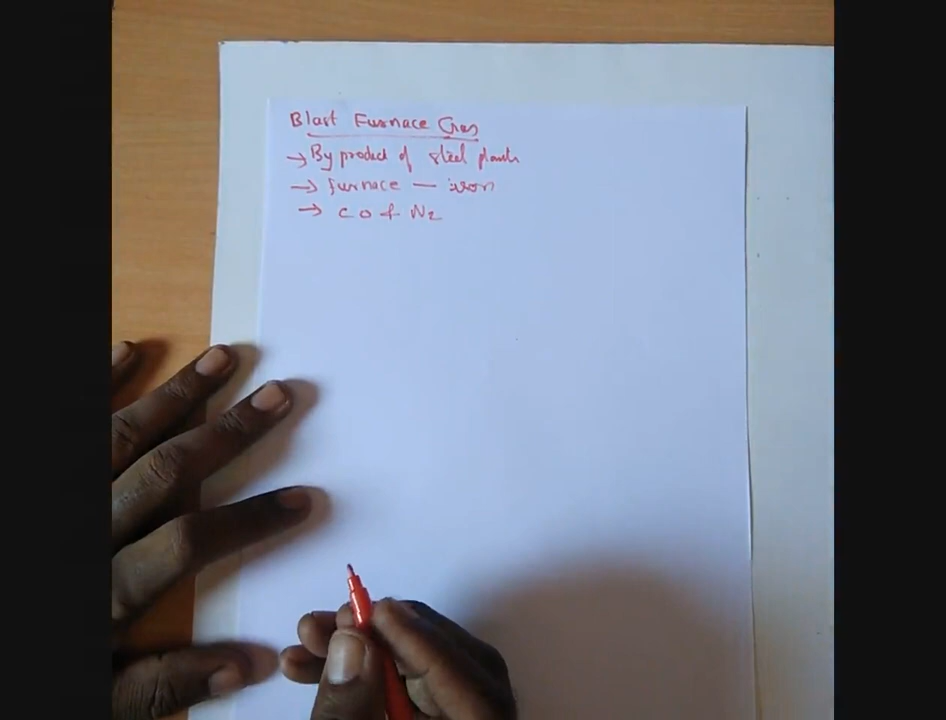 Blast Furnace Gas
→ By product of steel plants
→ furnace — iron
→ CO & N2